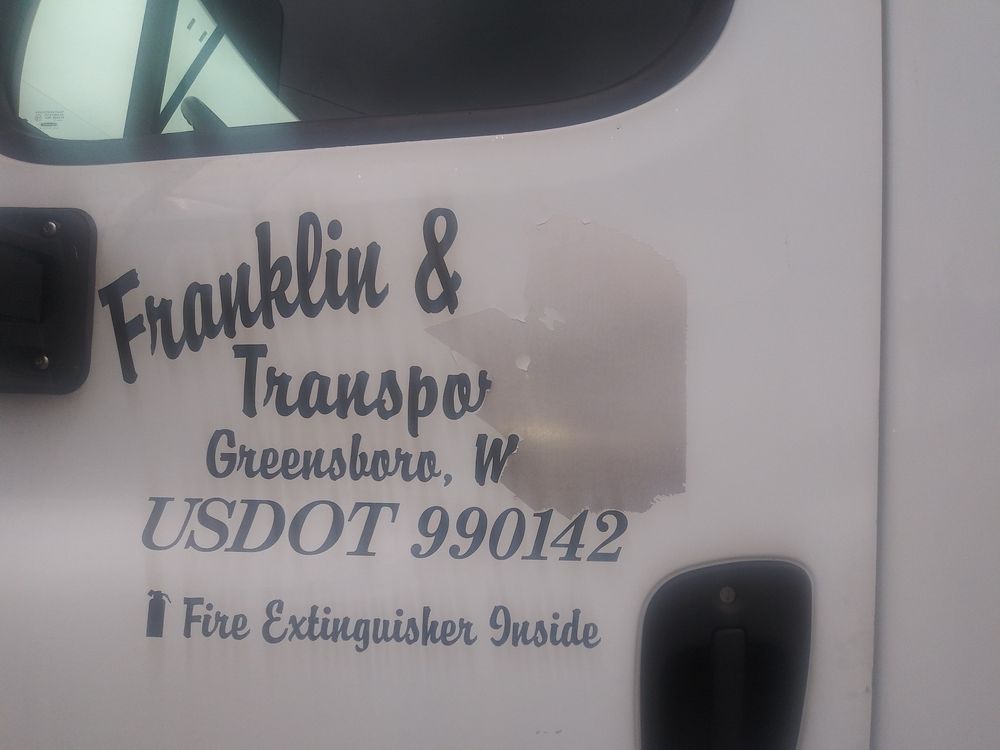 Franklin &
Transpo
Greensboro, W
USDOT 990142
Fire Extinguisher Inside